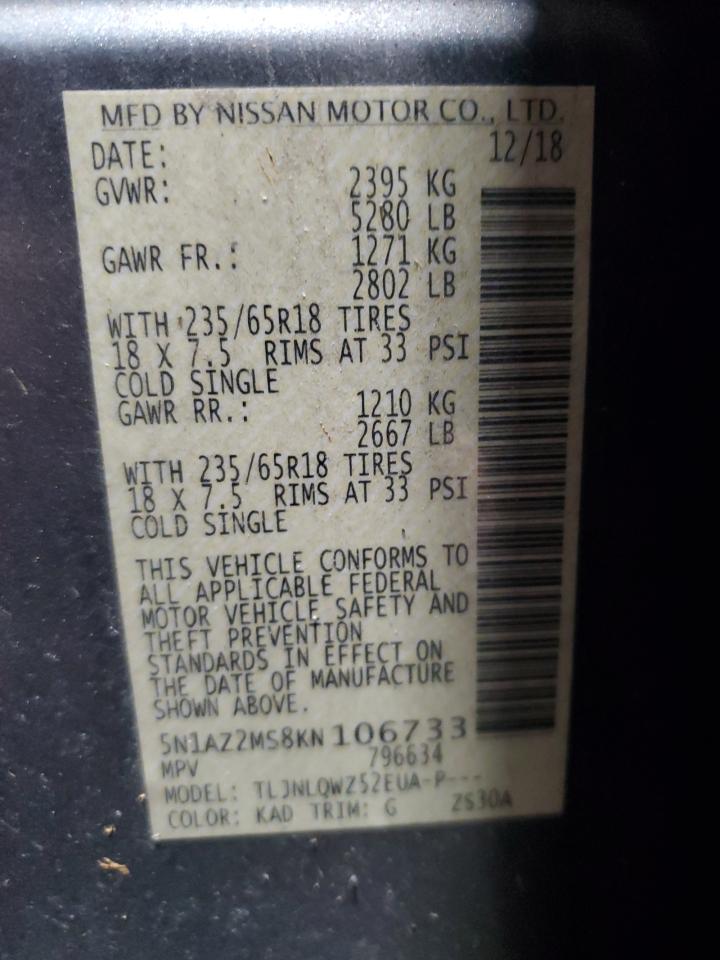 MFD BY NISSAN MOTOR CO., LTD.
DATE: 12/18
GVWR: 2395 KG
5280 LB
GAWR FR.: 1271 KG
2802 LB
WITH 235/65R18 TIRES
18 X 7.5 RIMS AT 33 PSI
COLD SINGLE
GAWR RR.: 1210 KG
2667 LB
WITH 235/65R18 TIRES
18 X 7.5 RIMS AT 33 PSI
COLD SINGLE
THIS VEHICLE CONFORMS TO
ALL APPLICABLE FEDERAL
MOTOR VEHICLE SAFETY AND
THEFT PREVENTION
STANDARDS IN EFFECT ON
THE DATE OF MANUFACTURE
SHOWN ABOVE.
5N1AZ2MS8KN106733
MPV 796634
MODEL: TLJNLQWZ52EUA-P---
COLOR: KAD TRIM: G ZS30A